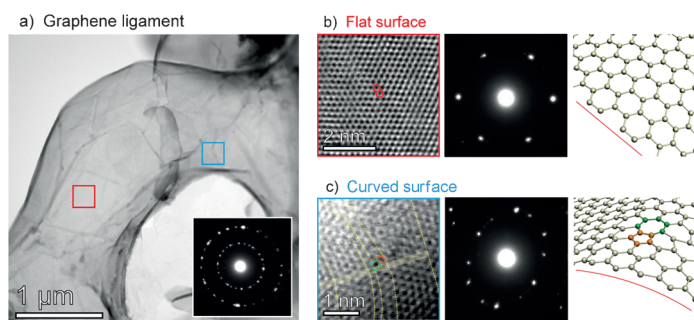 a) Graphene ligament
1 µm
b) Flat surface
2 nm
c) Curved surface
1 nm